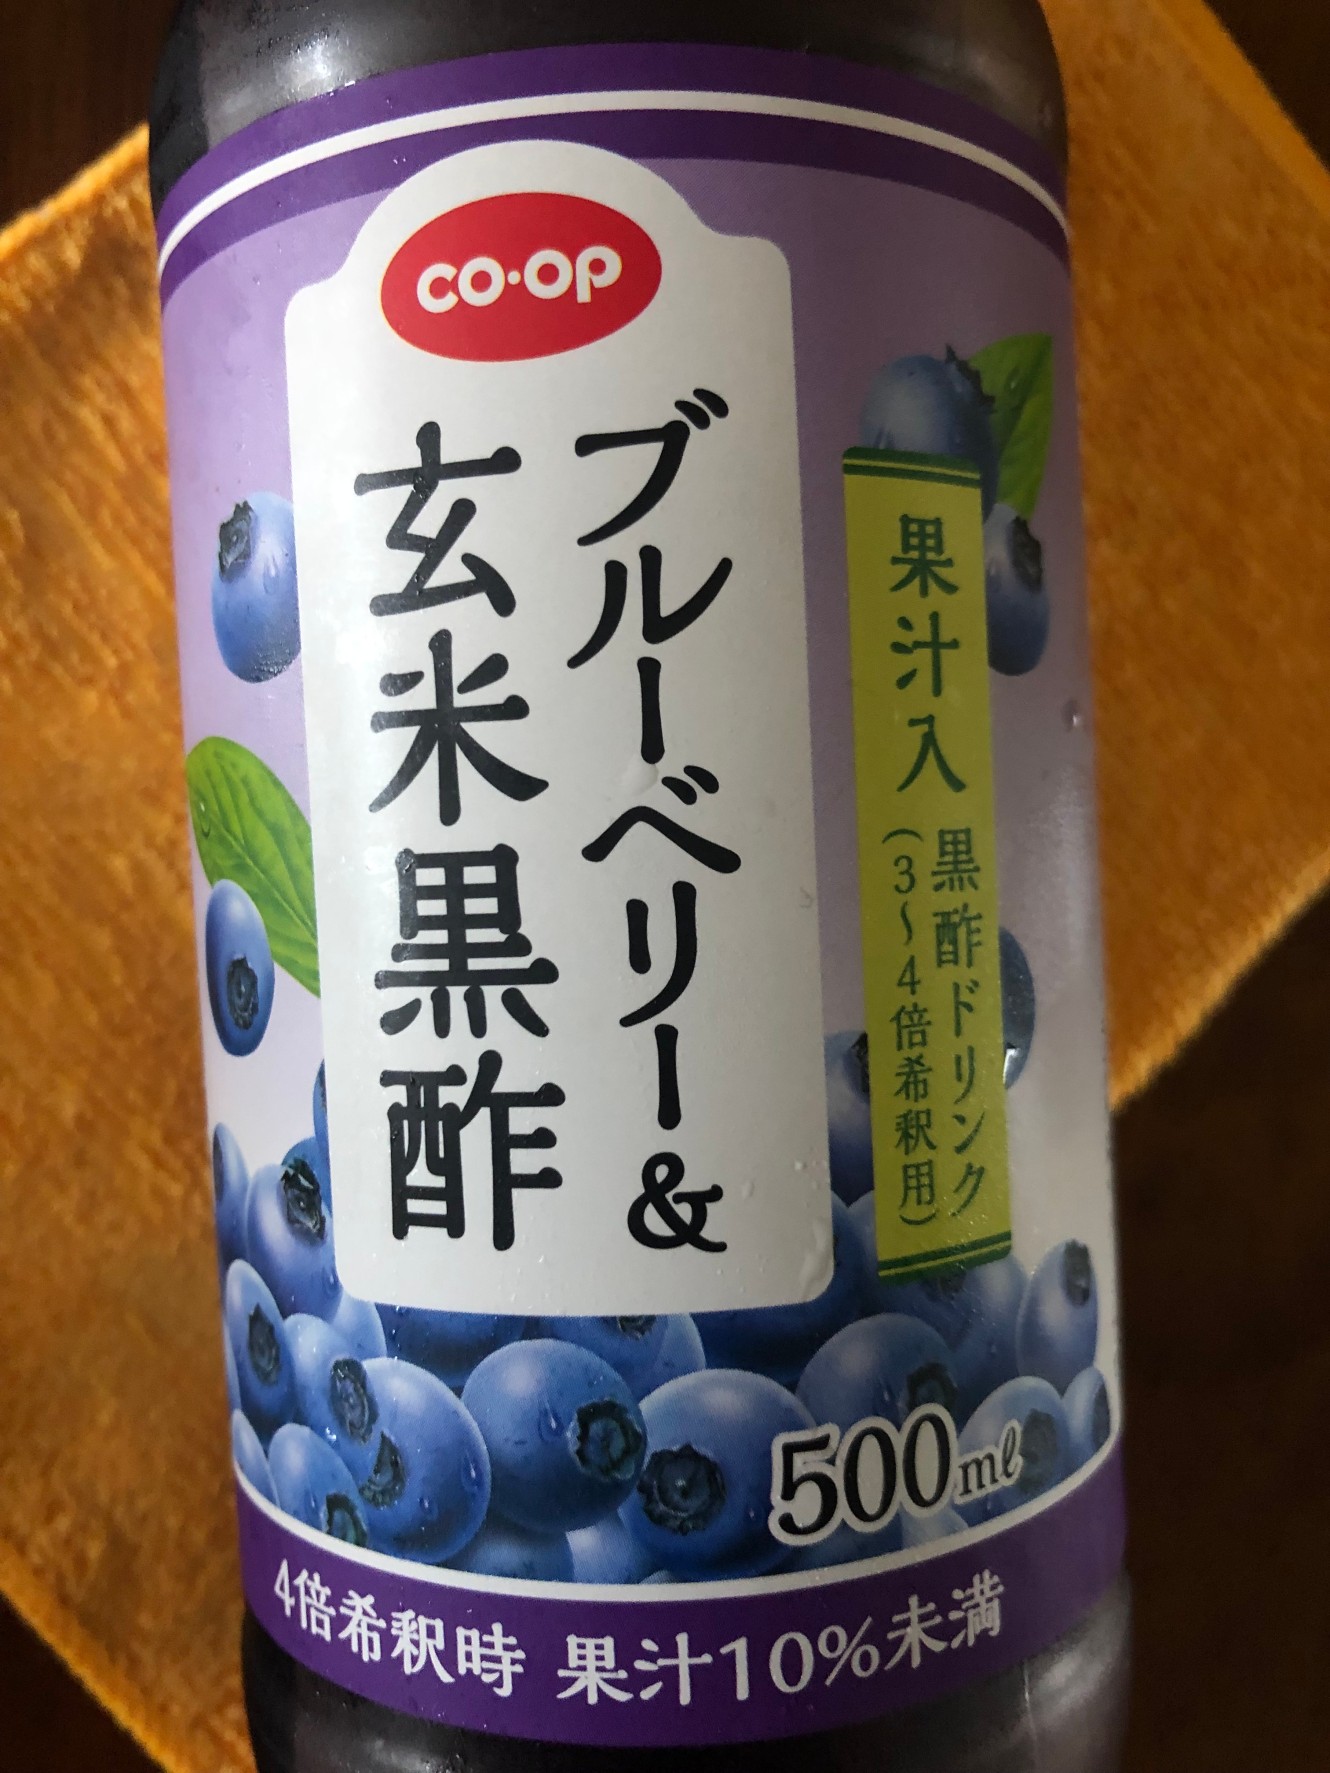 co·op
ブルーベリー&
玄米黒酢
果汁入
黒酢ドリンク
(3〜4倍希釈用)
500ml
4倍希釈時 果汁10%未満